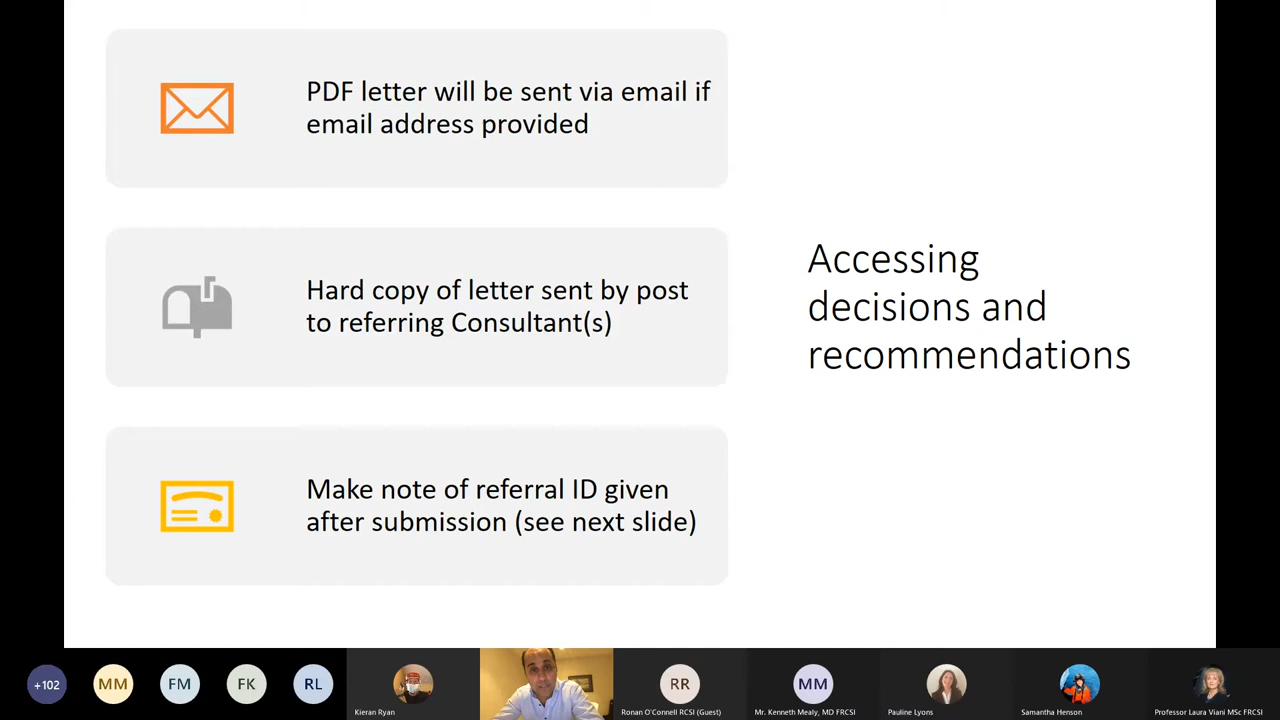 PDF letter will be sent via email if
email address provided
Hard copy of letter sent by post
to referring Consultant(s)
Make note of referral ID given
after submission (see next slide)
Accessing
decisions and
recommendations
+102
MM
FM
FK
RL
Kieran Ryan
RR
Ronan O'Connell RCSI (Guest)
MM
Mr. Kenneth Mealy, MD FRCSI
Pauline Lyons
Samantha Henson
Professor Laura Viani MSc FRCSI